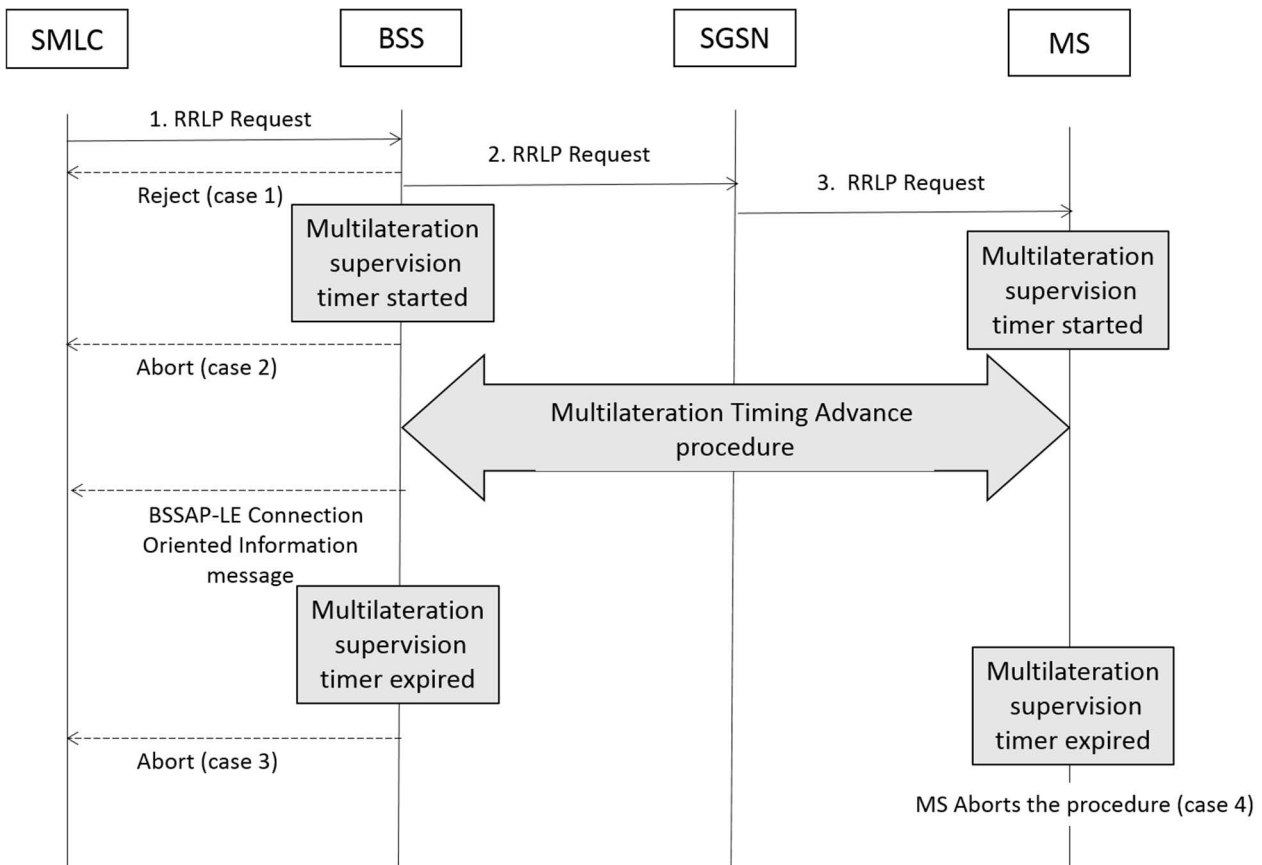 SMLC
BSS
SGSN
MS
1. RRLP Request
2. RRLP Request
3. RRLP Request
Reject (case 1)
Multilateration
supervision
timer started
Multilateration
supervision
timer started
Abort (case 2)
Multilateration Timing Advance
procedure
BSSAP-LE Connection
Oriented Information
message
Multilateration
supervision
timer expired
Multilateration
supervision
timer expired
Abort (case 3)
MS Aborts the procedure (case 4)